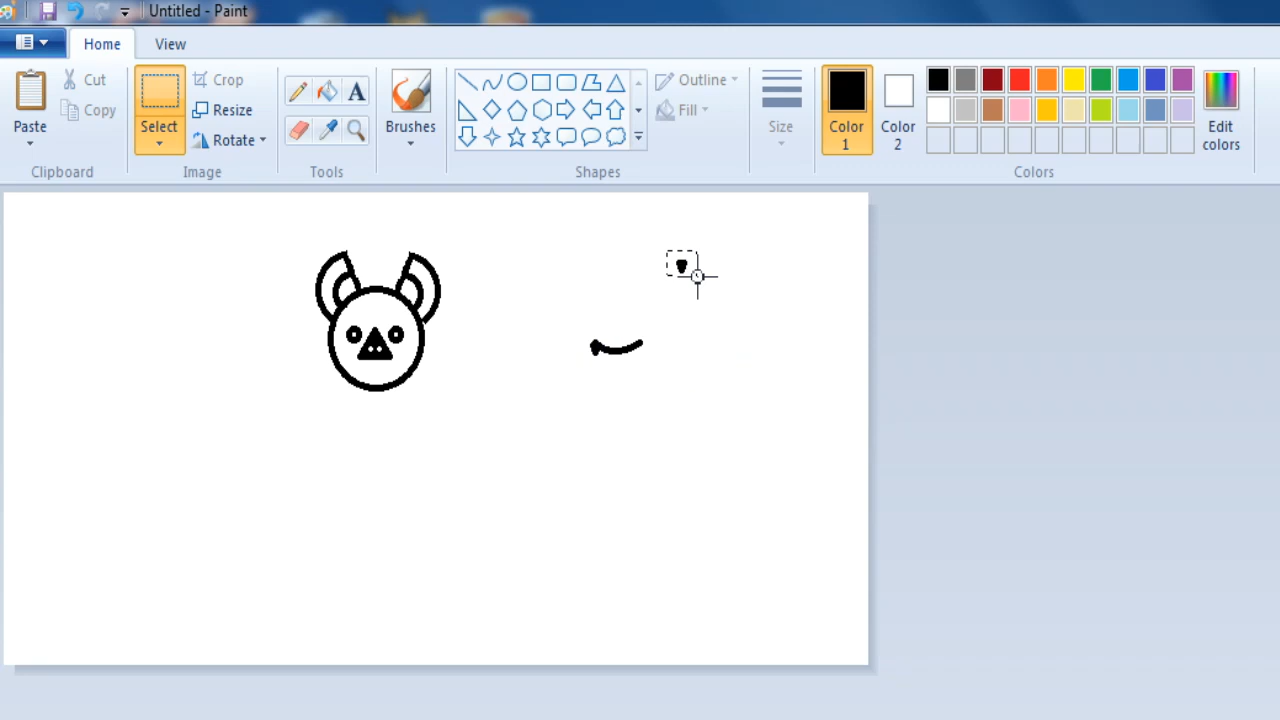 Untitled - Paint
Home View
Cut Crop Outline
Copy Resize Fill
Paste Select Rotate Brushes Size Color 1 Color 2 Edit colors
Clipboard Image Tools Shapes Colors